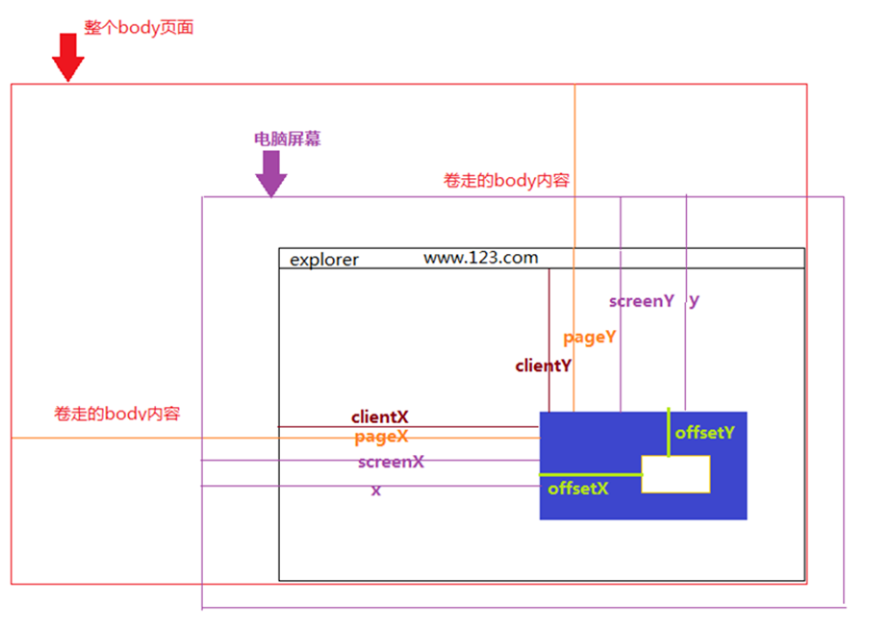 整个body页面
电脑屏幕
卷走的body内容
explorer
www.123.com
screenY
y
pageY
clientY
卷走的body内容
clientX
pageX
screenX
x
offsetY
offsetX